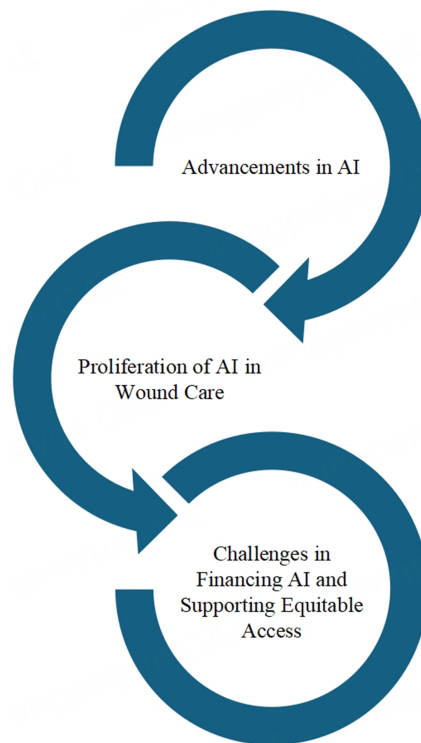 Advancements in AI
Proliferation of AI in
Wound Care
Challenges in
Financing AI and
Supporting Equitable
Access